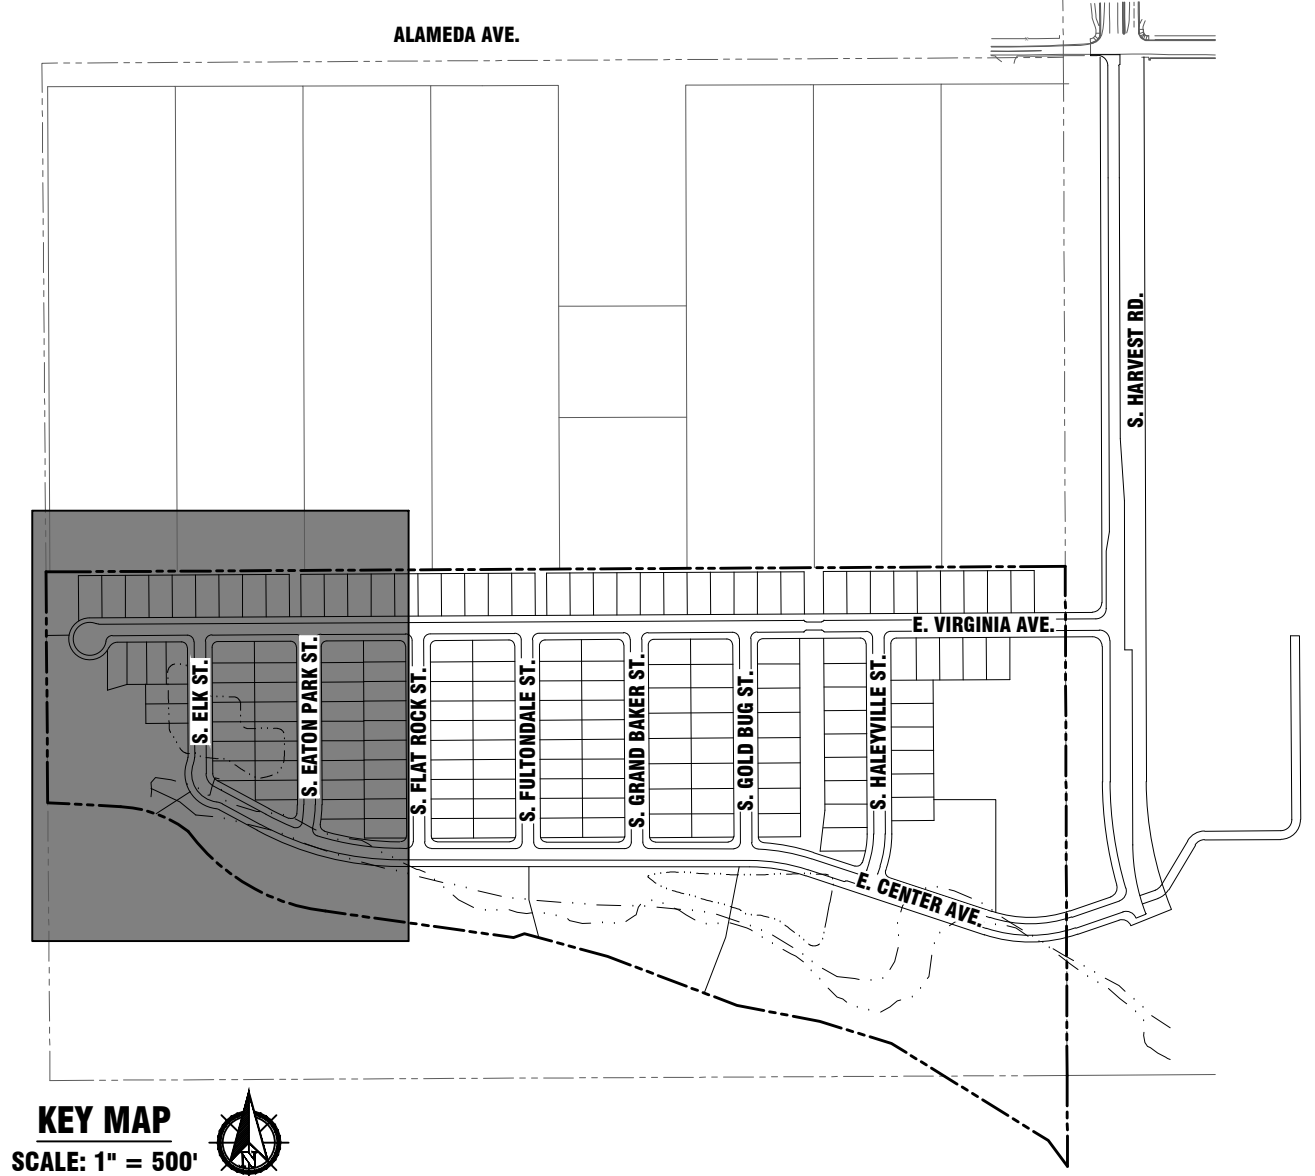 ALAMEDA AVE.
S. HARVEST RD.
E. VIRGINIA AVE.
S. ELK ST.
S. EATON PARK ST.
S. FLAT ROCK ST.
S. FULTONDALE ST.
S. GRAND BAKER ST.
S. GOLD BUG ST.
S. HALEYVILLE ST.
E. CENTER AVE.
KEY MAP
N
SCALE: 1" = 500'